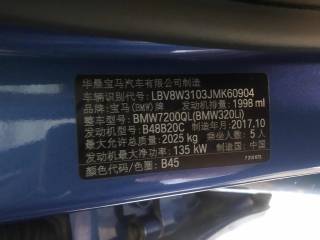 华晨宝马汽车有限公司制造
车辆识别代号: LBV8W3103JMK60904
品牌: 宝马(BMW)牌 发动机排量: 1998 ml
整车型号: BMW7200QL(BMW320Li)
发动机型号: B48B20C 制造年月: 2017.10
最大允许总质量: 2025 kg 乘坐人数: 5 人
发动机最大净功率: 135 kW 制造国: 中国
颜色代码/色墨: B45